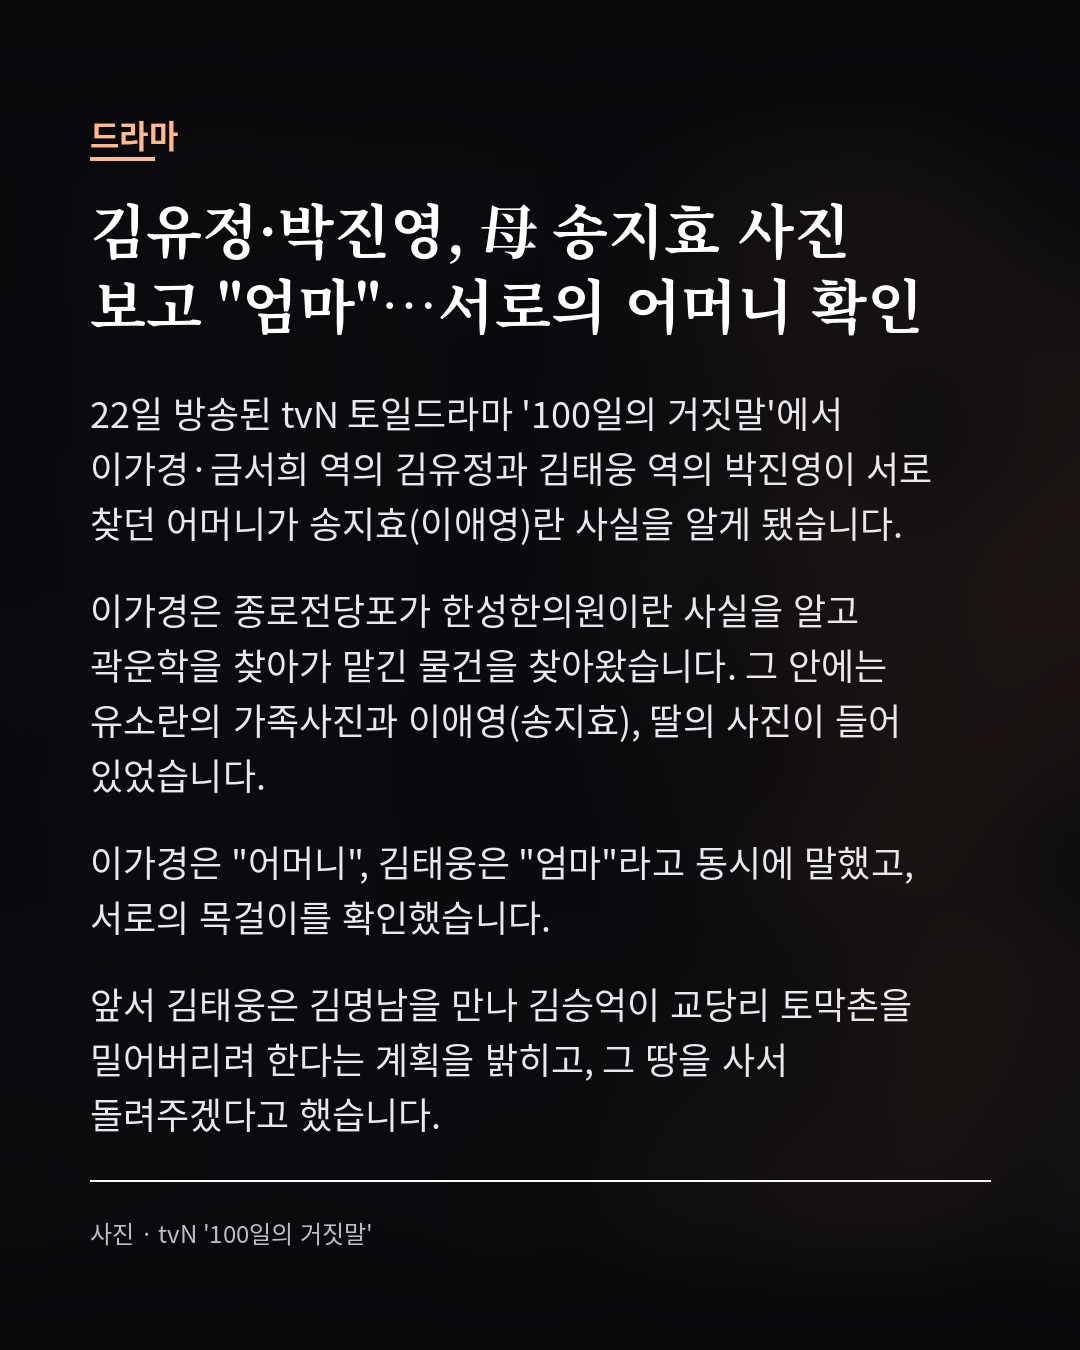 드라마
김유정·박진영, 母 송지효 사진
보고 "엄마"…서로의 어머니 확인
22일 방송된 tvN 토일드라마 '100일의 거짓말'에서
이가경·금서희 역의 김유정과 김태웅 역의 박진영이 서로
찾던 어머니가 송지효(이애영)란 사실을 알게 됐습니다.
이가경은 종로전당포가 한성한의원이란 사실을 알고
곽운학을 찾아가 맡긴 물건을 찾아왔습니다. 그 안에는
유소란의 가족사진과 이애영(송지효), 딸의 사진이 들어
있었습니다.
이가경은 "어머니", 김태웅은 "엄마"라고 동시에 말했고,
서로의 목걸이를 확인했습니다.
앞서 김태웅은 김명남을 만나 김승억이 교당리 토막촌을
밀어버리려 한다는 계획을 밝히고, 그 땅을 사서
돌려주겠다고 했습니다.
사진 · tvN '100일의 거짓말'